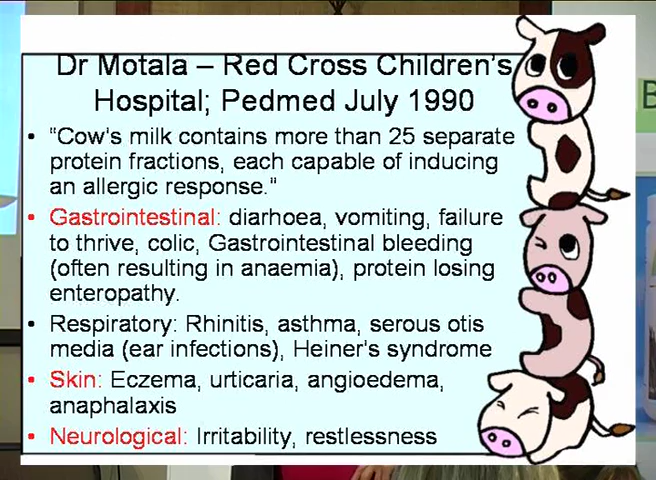 Dr Motala – Red Cross Children's
Hospital; Pedmed July 1990
• "Cow's milk contains more than 25 separate
protein fractions, each capable of inducing
an allergic response."
• Gastrointestinal: diarhoea, vomiting, failure
to thrive, colic, Gastrointestinal bleeding
(often resulting in anaemia), protein losing
enteropathy.
• Respiratory: Rhinitis, asthma, serous otis
media (ear infections), Heiner's syndrome
• Skin: Eczema, urticaria, angioedema,
anaphalaxis
• Neurological: Irritability, restlessness